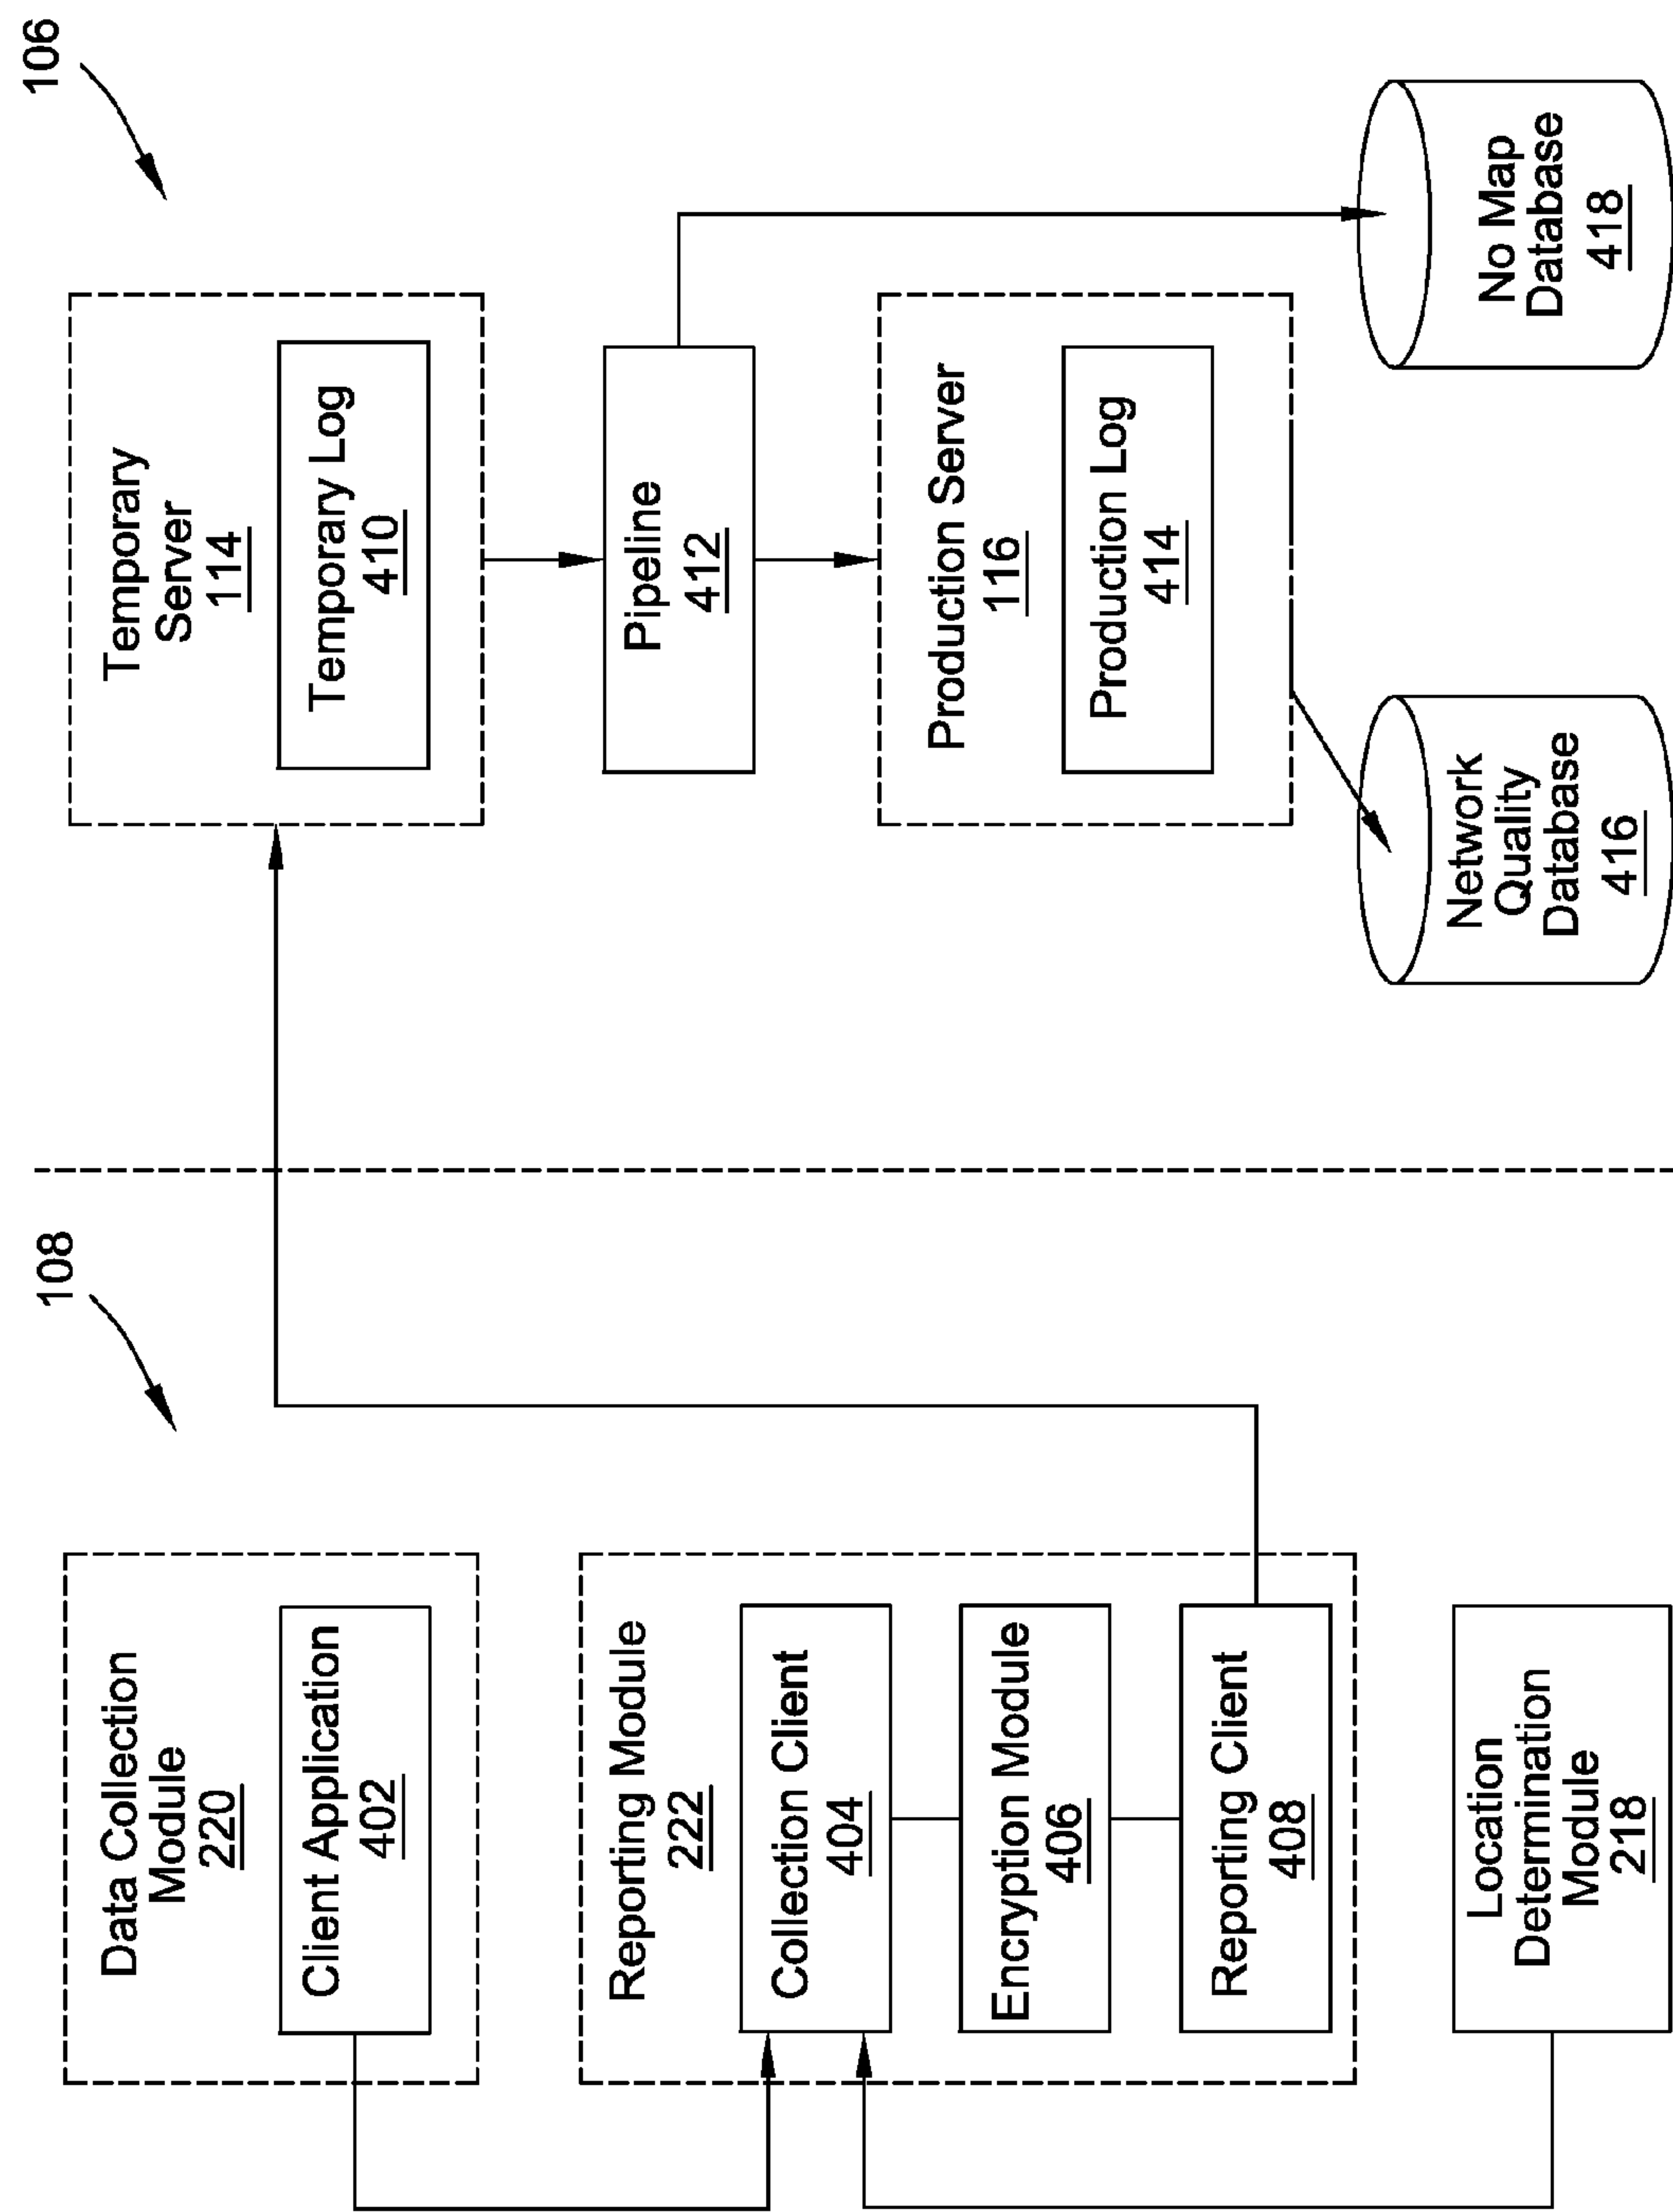 108
Data Collection
Module
220
Client Application
402
Reporting Module
222
Collection Client
404
Encryption Module
406
Reporting Client
408
Location
Determination
Module
218
106
Temporary
Server
114
Temporary Log
410
Pipeline
412
Production Server
116
Production Log
414
Network
Quality
Database
416
No Map
Database
418